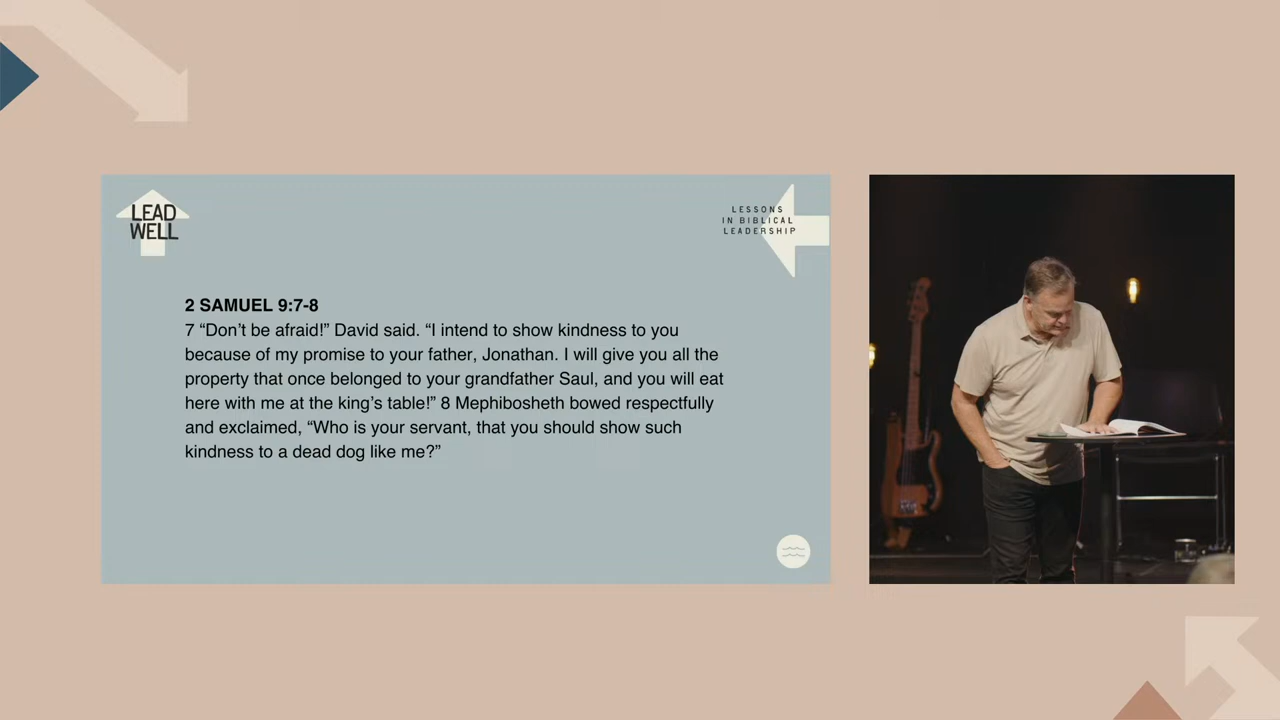 LEAD
WELL
LESSONS
IN BIBLICAL
LEADERSHIP
2 SAMUEL 9:7-8
7 “Don’t be afraid!” David said. “I intend to show kindness to you
because of my promise to your father, Jonathan. I will give you all the
property that once belonged to your grandfather Saul, and you will eat
here with me at the king’s table!” 8 Mephibosheth bowed respectfully
and exclaimed, “Who is your servant, that you should show such
kindness to a dead dog like me?”